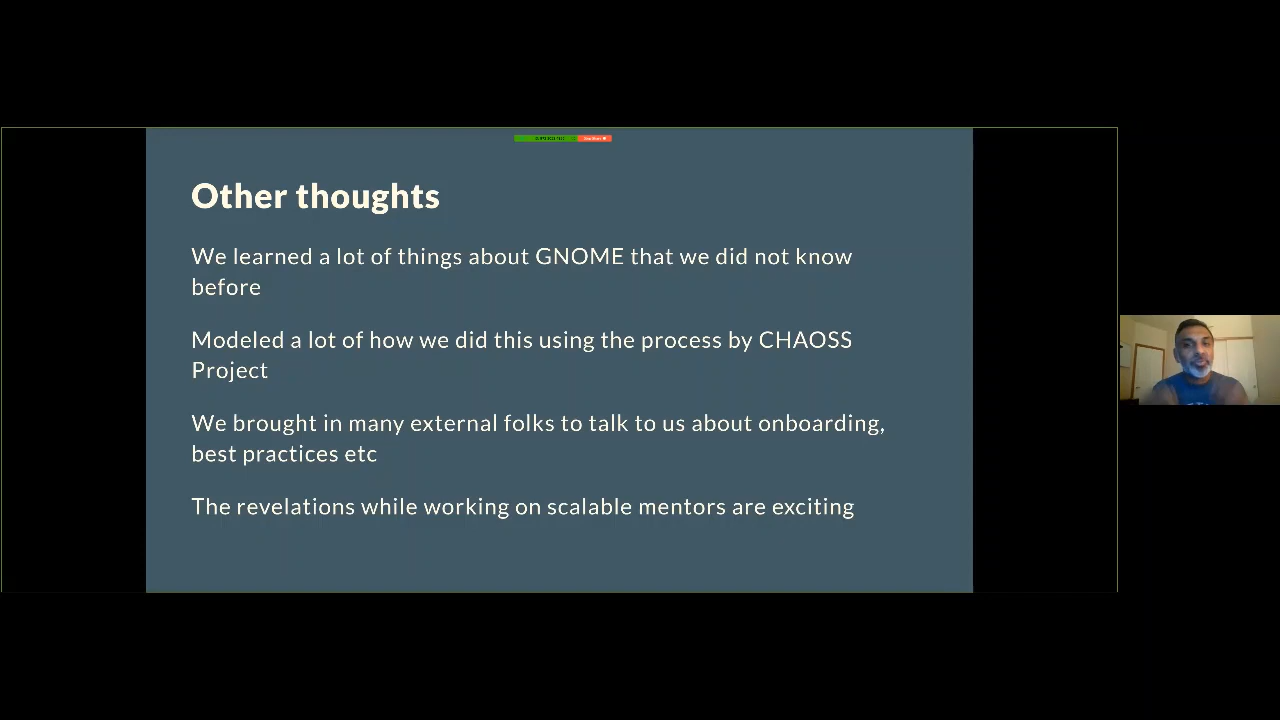 Other thoughts
We learned a lot of things about GNOME that we did not know
before
Modeled a lot of how we did this using the process by CHAOSS
Project
We brought in many external folks to talk to us about onboarding,
best practices etc
The revelations while working on scalable mentors are exciting